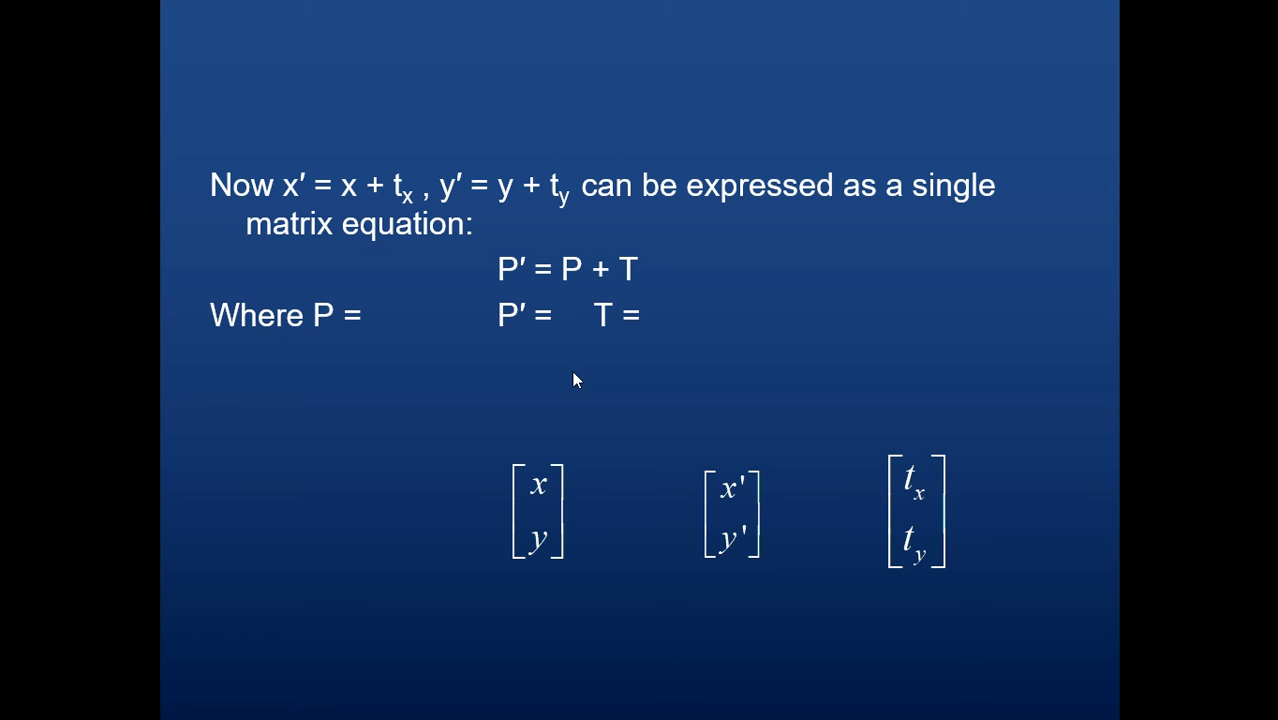 Now x′ = x + tx , y′ = y + ty can be expressed as a single
matrix equation:
P′ = P + T
Where P = P′ = T =
x x' tx
y y' ty